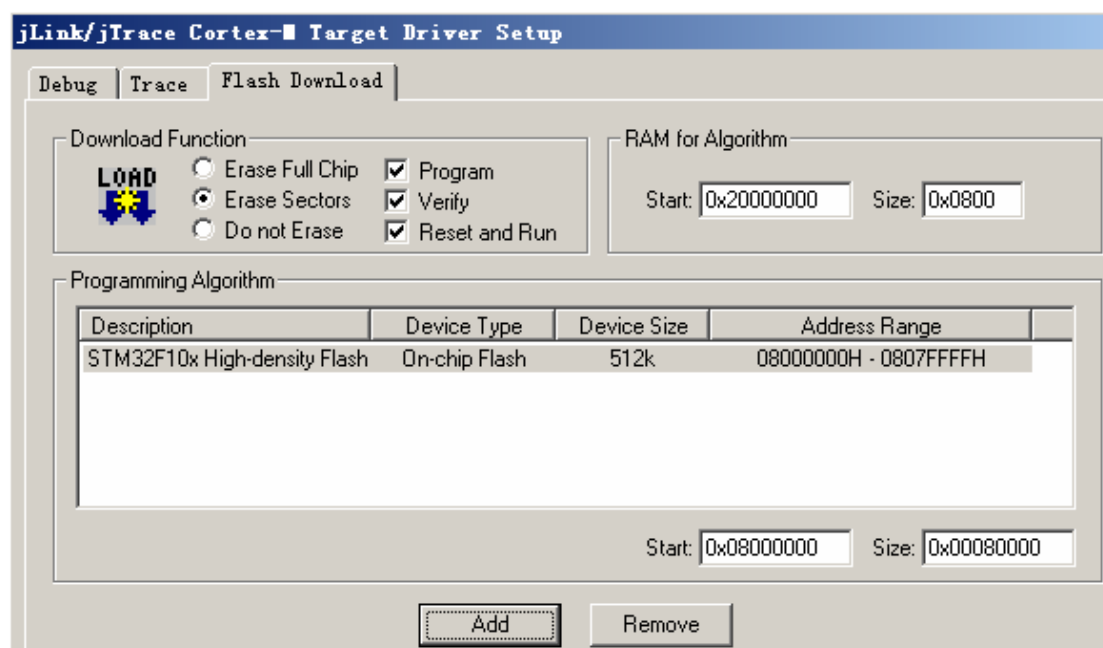 jLink/jTrace Cortex-M Target Driver Setup
Debug Trace Flash Download
Download Function
LOAD
Erase Full Chip
Erase Sectors
Do not Erase
Program
Verify
Reset and Run
RAM for Algorithm
Start: 0x20000000 Size: 0x0800
Programming Algorithm
Description Device Type Device Size Address Range
STM32F10x High-density Flash On-chip Flash 512k 08000000H - 0807FFFFH
Start: 0x08000000 Size: 0x00080000
Add Remove